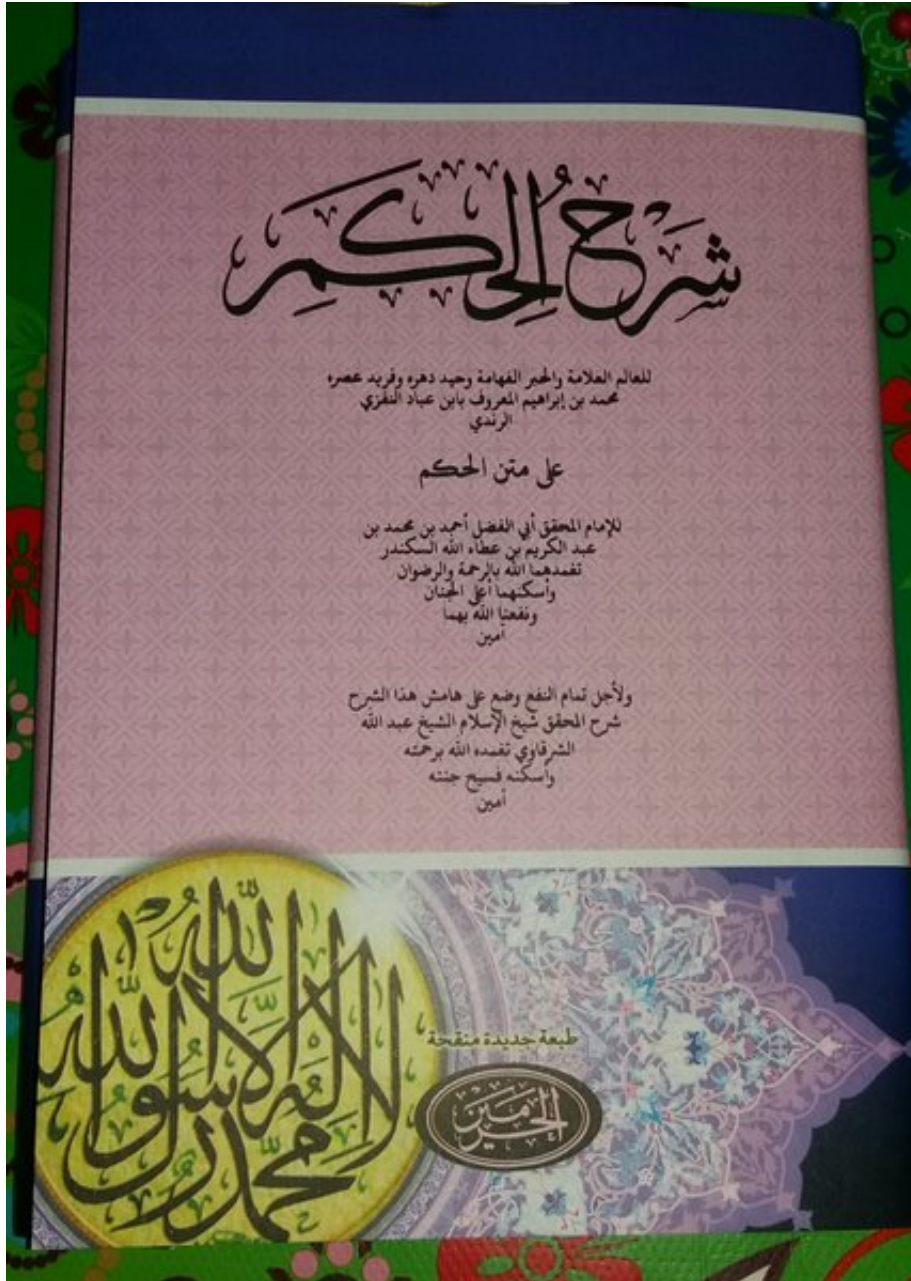 شرح الحكم
للعالم العلامة والحبر الفهامة وحيد دهره وفريد عصره
محمد بن إبراهيم المعروف بابن عباد النفزي
الرندي
على متن الحكم
للإمام المحقق أبي الفضل أحمد بن محمد بن
عبد الكريم بن عطاء الله السكندر
تغمدهما الله بالرحمة والرضوان
وأسكنهما أعلى الجنان
ونفعنا الله بهما
آمين
ولأجل تمام النفع وضع على هامش هذا الشرح
شرح المحقق شيخ الإسلام الشيخ عبد الله
الشرقاوي تغمده الله برحمته
وأسكنه فسيح جنته
آمين
لا إله إلا الله
محمد رسول الله
طبعة جديدة منقحة
الحرمين